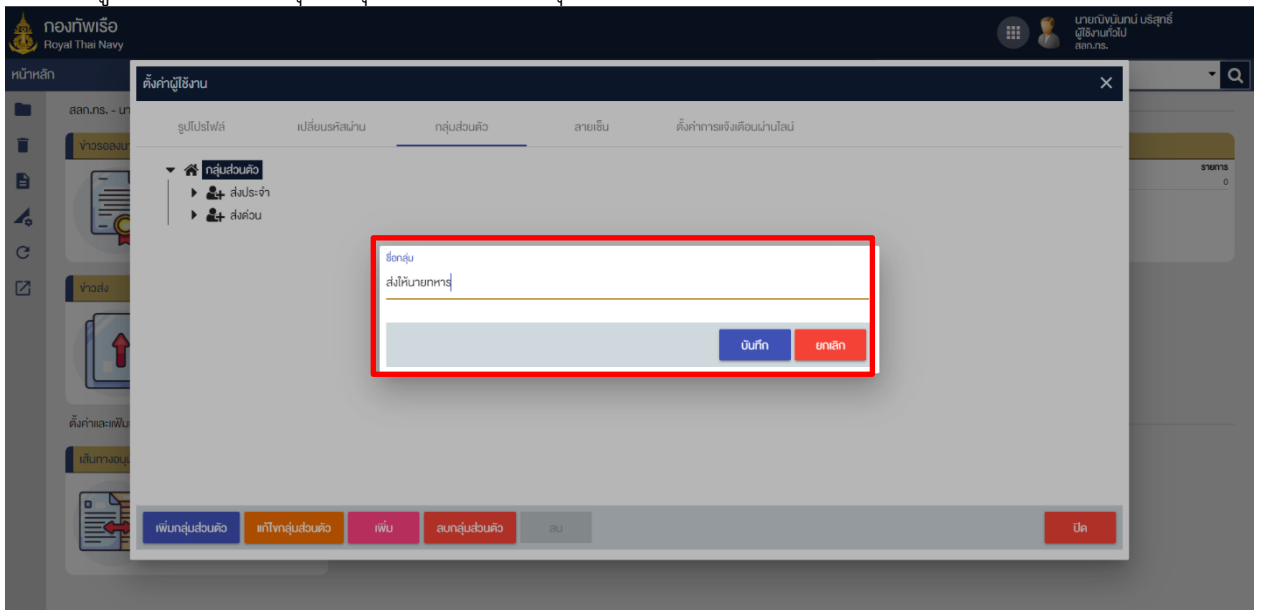 กองทัพเรือ
Royal Thai Navy
นายณิขนันทน์ บริสุทธิ์
ผู้ใช้งานทั่วไป
สลก.ทร.
หน้าหลัก
ตั้งค่าผู้ใช้งาน
สลก.ทร. - นา
รูปโปรไฟล์
เปลี่ยนรหัสผ่าน
กลุ่มส่วนตัว
ลายเซ็น
ตั้งค่าการแจ้งเตือนผ่านไลน์
ข่าวรอลงนา
กลุ่มส่วนตัว
รายการ
ส่งประจำ
0
ส่งด่วน
ชื่อกลุ่ม
ส่งให้นายทหาร
ข่าวส่ง
บันทึก
ยกเลิก
ตั้งค่าและแฟ้ม
เส้นทางอนุม
เพิ่มกลุ่มส่วนตัว
แก้ไขกลุ่มส่วนตัว
เพิ่ม
ลบกลุ่มส่วนตัว
ลบ
ปิด